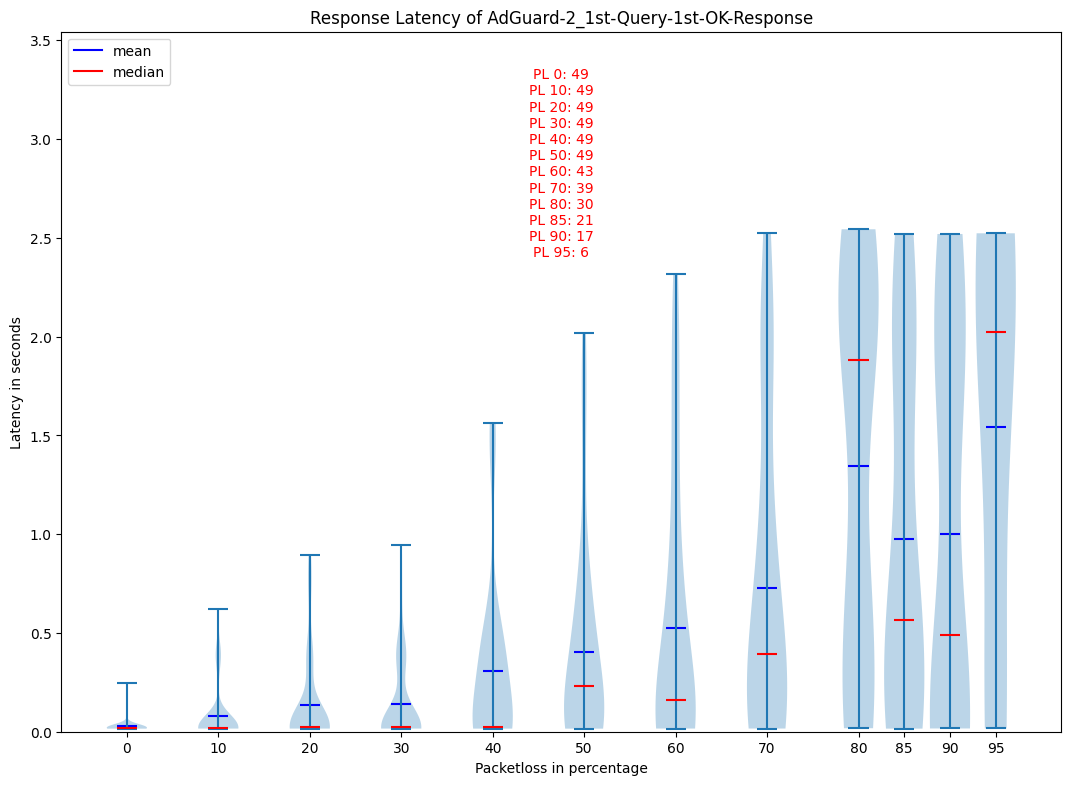 Response Latency of AdGuard-2_1st-Query-1st-OK-Response
mean
median
PL 0: 49
PL 10: 49
PL 20: 49
PL 30: 49
PL 40: 49
PL 50: 49
PL 60: 43
PL 70: 39
PL 80: 30
PL 85: 21
PL 90: 17
PL 95: 6
Latency in seconds
3.5
3.0
2.5
2.0
1.5
1.0
0.5
0.0
0 10 20 30 40 50 60 70 80 85 90 95
Packetloss in percentage